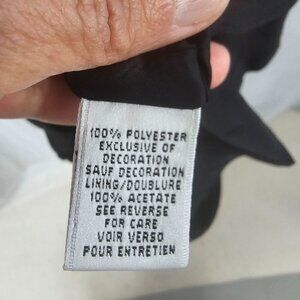 100% POLYESTER
EXCLUSIVE OF
DECORATION
SAUF DECORATION
LINING/DOUBLURE
100% ACETATE
SEE REVERSE
FOR CARE
VOIR VERSO
POUR ENTRETIEN